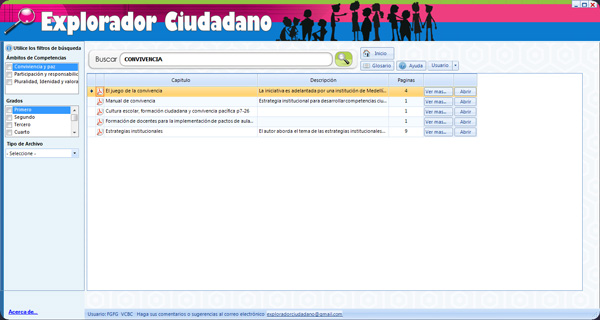 Explorador Ciudadano
Utilice los filtros de búsqueda
Ámbitos de Competencias
Convivencia y paz
Participación y responsabilic
Pluralidad, Identidad y valora
Grados
Primero
Segundo
Tercero
Cuarto
Tipo de Archivo
- Seleccione -
Acerca de...
Buscar CONVIVENCIA
Inicio
Glosario Ayuda Usuario
Capitulo Descripción Paginas
El juego de la convivencia La iniciativa es adelantada por una institución de Medellí... 4 Ver mas... Abrir
Manual de convivencia Estrategia institucional para desarrollar competencias ciu... 1 Ver mas... Abrir
Cultura escolar, formación ciudadana y convivencia pacífica p7-26 1 Ver mas... Abrir
Formación de docentes para la implementación de pactos de aula... 1 Ver mas... Abrir
Estrategias institucionales El autor aborda el tema de las estrategias institucionales... 9 Ver mas... Abrir
Usuario: FGFG VCBC Haga sus comentarios o sugerencias al correo electrónico exploradorciudadano@gmail.com